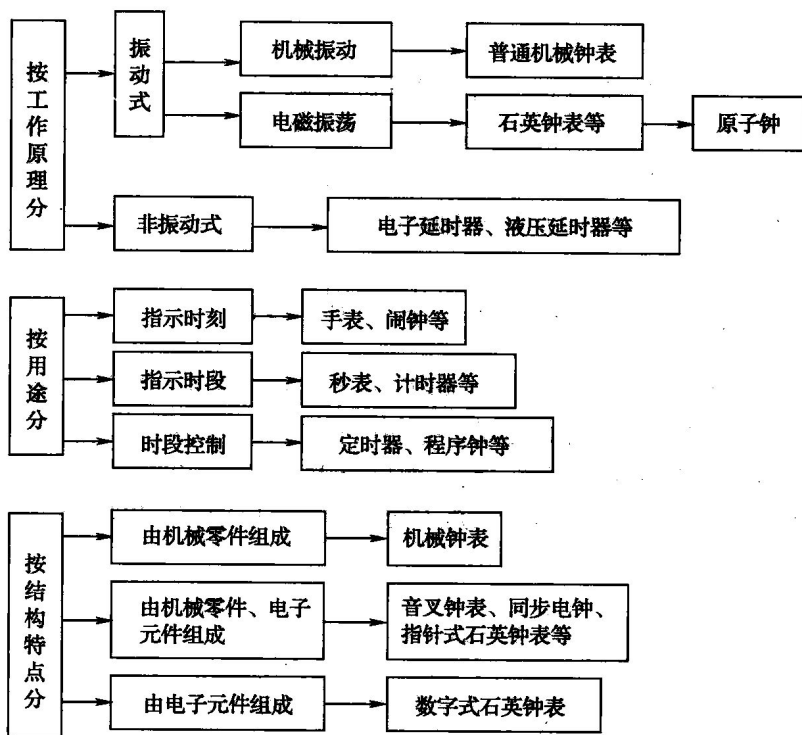 按工作原理分
振动式
机械振动
普通机械钟表
电磁振荡
石英钟表等
原子钟
非振动式
电子延时器、液压延时器等
按用途分
指示时刻
手表、闹钟等
指示时段
秒表、计时器等
时段控制
定时器、程序钟等
按结构特点分
由机械零件组成
机械钟表
由机械零件、电子
元件组成
音叉钟表、同步电钟、
指针式石英钟表等
由电子元件组成
数字式石英钟表